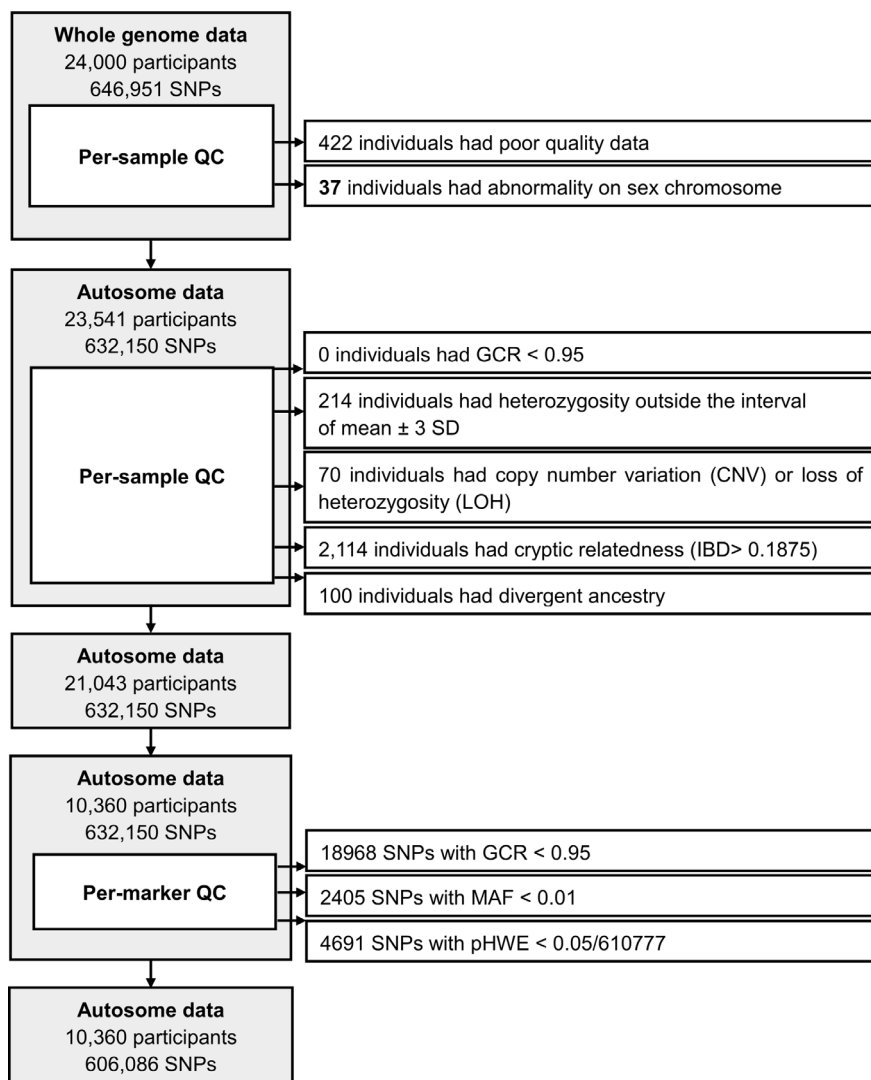 Whole genome data
24,000 participants
646,951 SNPs
Per-sample QC
422 individuals had poor quality data
37 individuals had abnormality on sex chromosome
Autosome data
23,541 participants
632,150 SNPs
Per-sample QC
0 individuals had GCR < 0.95
214 individuals had heterozygosity outside the interval
of mean ± 3 SD
70 individuals had copy number variation (CNV) or loss of
heterozygosity (LOH)
2,114 individuals had cryptic relatedness (IBD> 0.1875)
100 individuals had divergent ancestry
Autosome data
21,043 participants
632,150 SNPs
Autosome data
10,360 participants
632,150 SNPs
Per-marker QC
18968 SNPs with GCR < 0.95
2405 SNPs with MAF < 0.01
4691 SNPs with pHWE < 0.05/610777
Autosome data
10,360 participants
606,086 SNPs